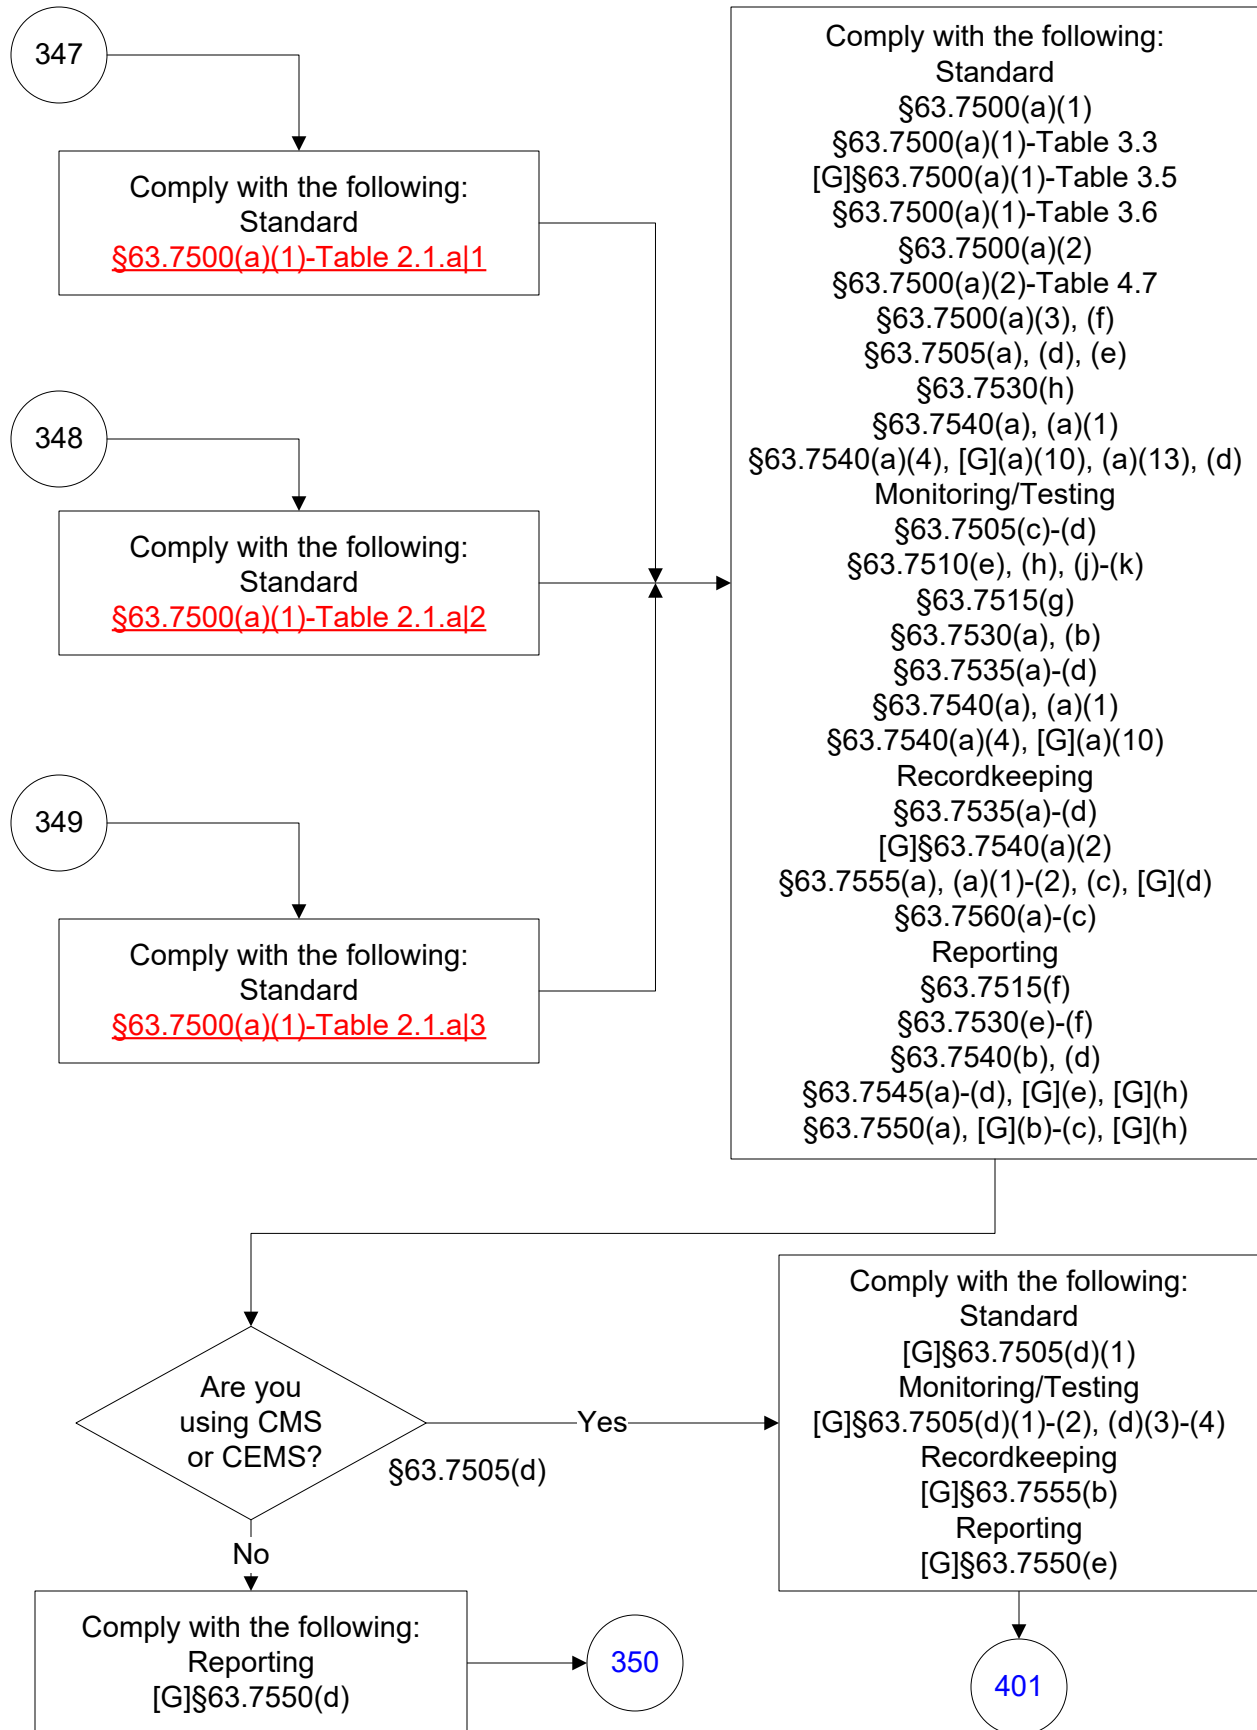 347
Comply with the following:
Standard
§63.7500(a)(1)-Table 2.1.a|1
348
Comply with the following:
Standard
§63.7500(a)(1)-Table 2.1.a|2
349
Comply with the following:
Standard
§63.7500(a)(1)-Table 2.1.a|3
Comply with the following:
Standard
§63.7500(a)(1)
§63.7500(a)(1)-Table 3.3
[G]§63.7500(a)(1)-Table 3.5
§63.7500(a)(1)-Table 3.6
§63.7500(a)(2)
§63.7500(a)(2)-Table 4.7
§63.7500(a)(3), (f)
§63.7505(a), (d), (e)
§63.7530(h)
§63.7540(a), (a)(1)
§63.7540(a)(4), [G](a)(10), (a)(13), (d)
Monitoring/Testing
§63.7505(c)-(d)
§63.7510(e), (h), (j)-(k)
§63.7515(g)
§63.7530(a), (b)
§63.7535(a)-(d)
§63.7540(a), (a)(1)
§63.7540(a)(4), [G](a)(10)
Recordkeeping
§63.7535(a)-(d)
[G]§63.7540(a)(2)
§63.7555(a), (a)(1)-(2), (c), [G](d)
§63.7560(a)-(c)
Reporting
§63.7515(f)
§63.7530(e)-(f)
§63.7540(b), (d)
§63.7545(a)-(d), [G](e), [G](h)
§63.7550(a), [G](b)-(c), [G](h)
Are you
using CMS
or CEMS?
§63.7505(d)
Yes
No
Comply with the following:
Standard
[G]§63.7505(d)(1)
Monitoring/Testing
[G]§63.7505(d)(1)-(2), (d)(3)-(4)
Recordkeeping
[G]§63.7555(b)
Reporting
[G]§63.7550(e)
Comply with the following:
Reporting
[G]§63.7550(d)
350
401